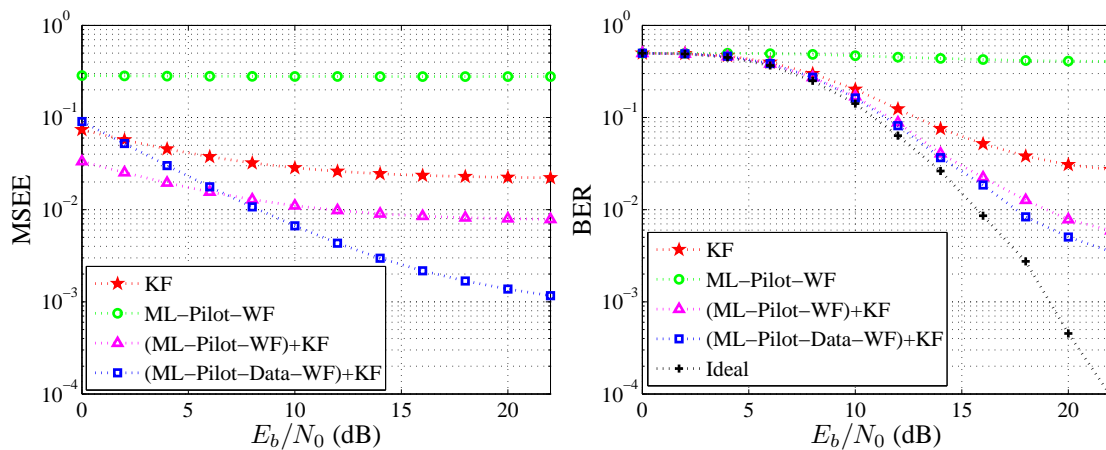 10^0
10^{-1}
10^{-2}
10^{-3}
10^{-4}
MSEE
0 5 10 15 20
E_b/N_0 (dB)
KF
ML−Pilot−WF
(ML−Pilot−WF)+KF
(ML−Pilot−Data−WF)+KF
10^0
10^{-1}
10^{-2}
10^{-3}
10^{-4}
BER
0 5 10 15 20
E_b/N_0 (dB)
KF
ML−Pilot−WF
(ML−Pilot−WF)+KF
(ML−Pilot−Data−WF)+KF
Ideal